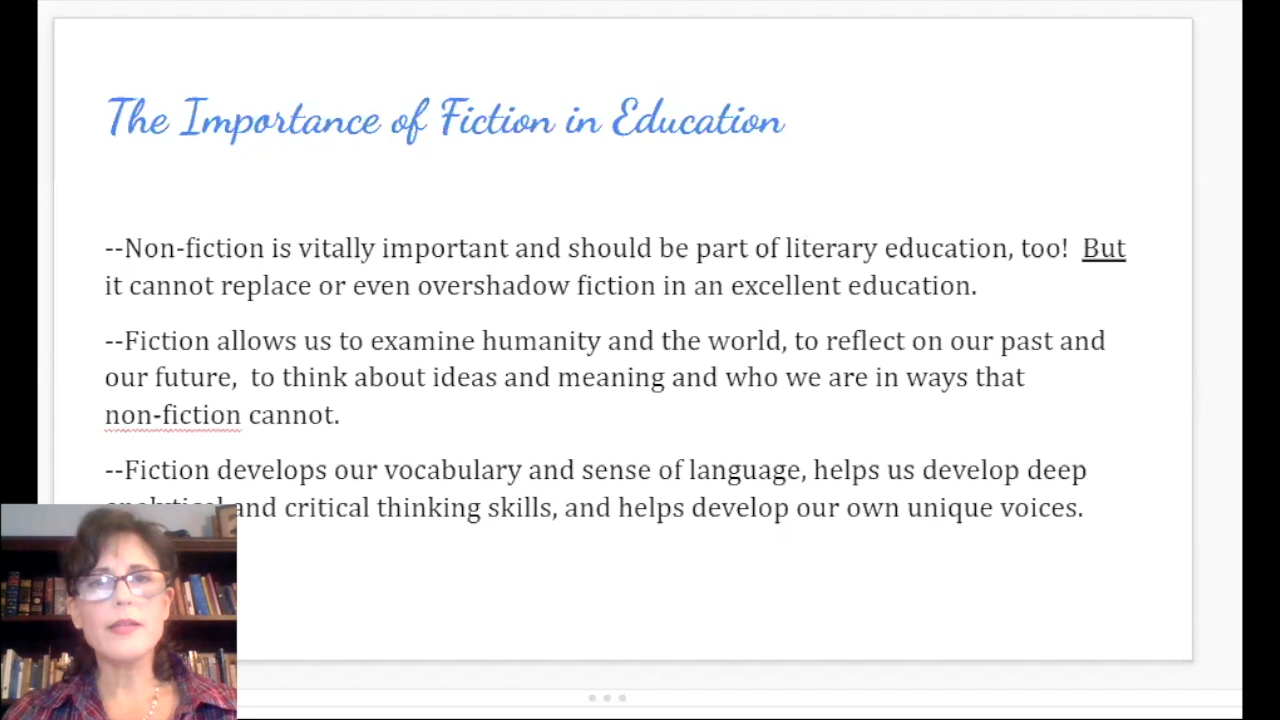 The Importance of Fiction in Education
--Non-fiction is vitally important and should be part of literary education, too!  But
it cannot replace or even overshadow fiction in an excellent education.
--Fiction allows us to examine humanity and the world, to reflect on our past and
our future,  to think about ideas and meaning and who we are in ways that
non-fiction cannot.
--Fiction develops our vocabulary and sense of language, helps us develop deep
analytical and critical thinking skills, and helps develop our own unique voices.